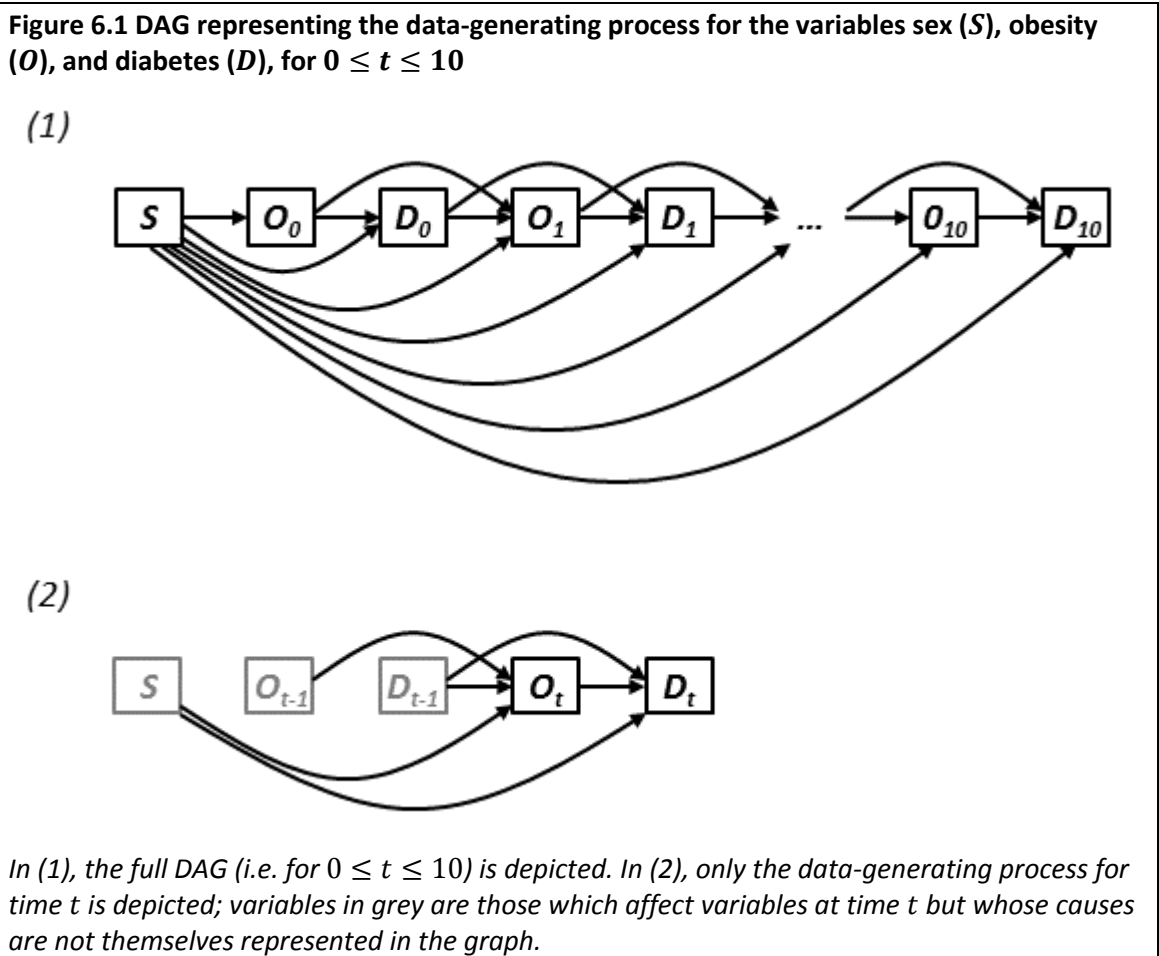 Figure 6.1 DAG representing the data-generating process for the variables sex (S), obesity
(O), and diabetes (D), for 0 ≤ t ≤ 10
(1)
S O₀ D₀ O₁ D₁ ... 0₁₀ D₁₀
(2)
S Oₜ₋₁ Dₜ₋₁ Oₜ Dₜ
In (1), the full DAG (i.e. for 0 ≤ t ≤ 10) is depicted. In (2), only the data-generating process for
time t is depicted; variables in grey are those which affect variables at time t but whose causes
are not themselves represented in the graph.